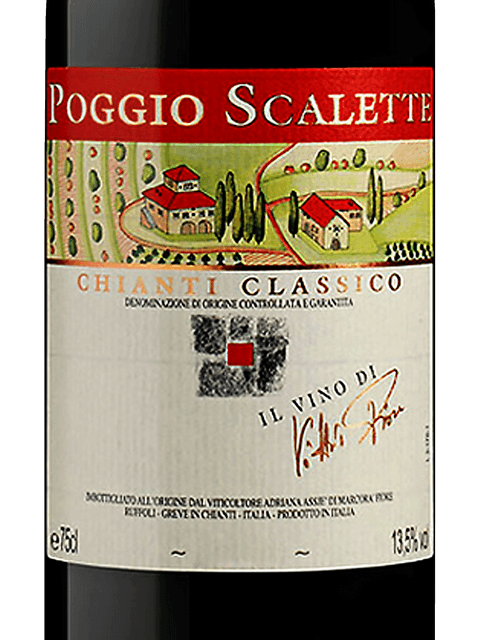 POGGIO SCALETTE
CHIANTI CLASSICO
DENOMINAZIONE DI ORIGINE CONTROLLATA E GARANTITA
IL VINO DI
IMBOTTIGLIATO ALL'ORIGINE DAL VITICOLTORE ADRIANA ASSIE' DI MARCORA' FIORE
RUFFOLI - GREVE IN CHIANTI - ITALIA - PRODOTTO IN ITALIA
e75cl
13,5% vol